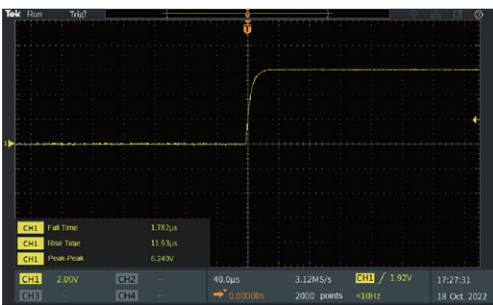 Tek Run Trig?
T
1
CH1 Fall Time 1.782µs
CH1 Rise Time 11.93µs
CH1 Peak-Peak 6.240V
CH1 2.00V CH2 --- 40.0µs 3.12MS/s CH1 / 1.92V 17:27:31
CH3 --- CH4 --- 0.00000s 2000 points <10Hz 18 Oct. 2022